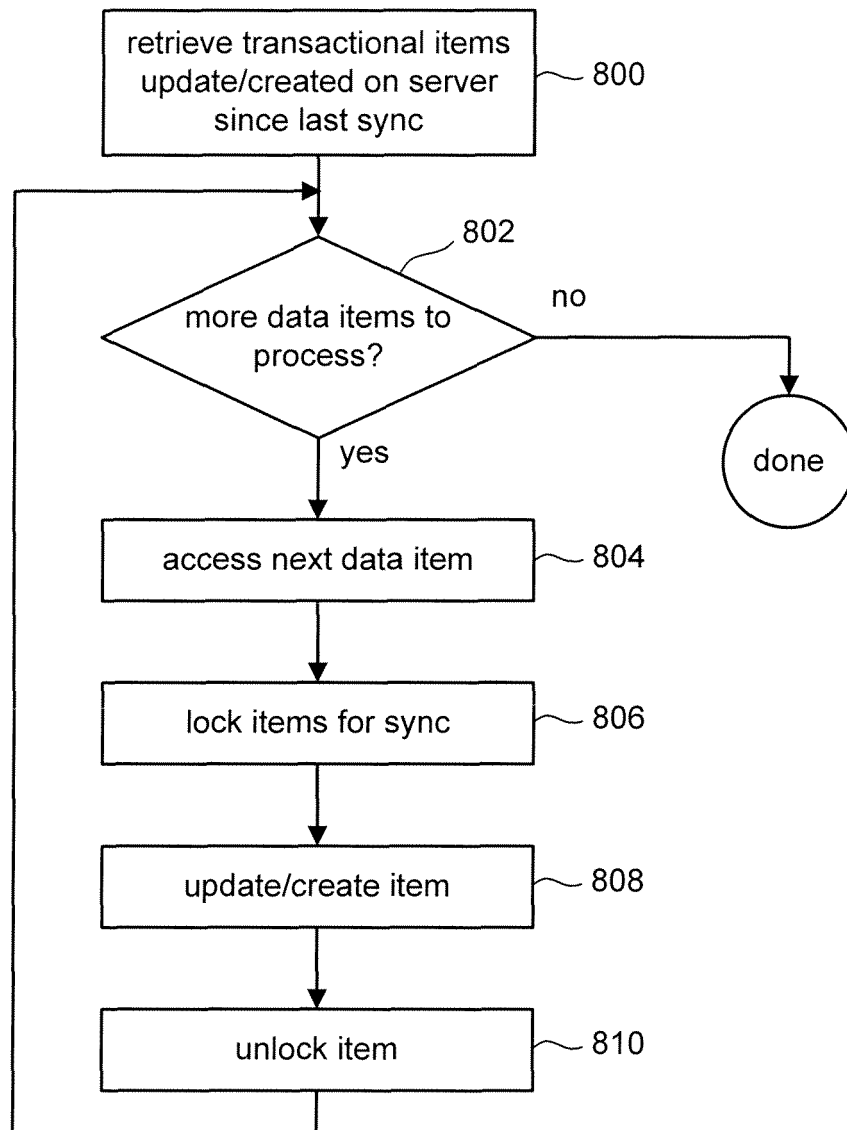 retrieve transactional items
update/created on server
since last sync
800
802
more data items to
process?
no
yes
done
access next data item
804
lock items for sync
806
update/create item
808
unlock item
810